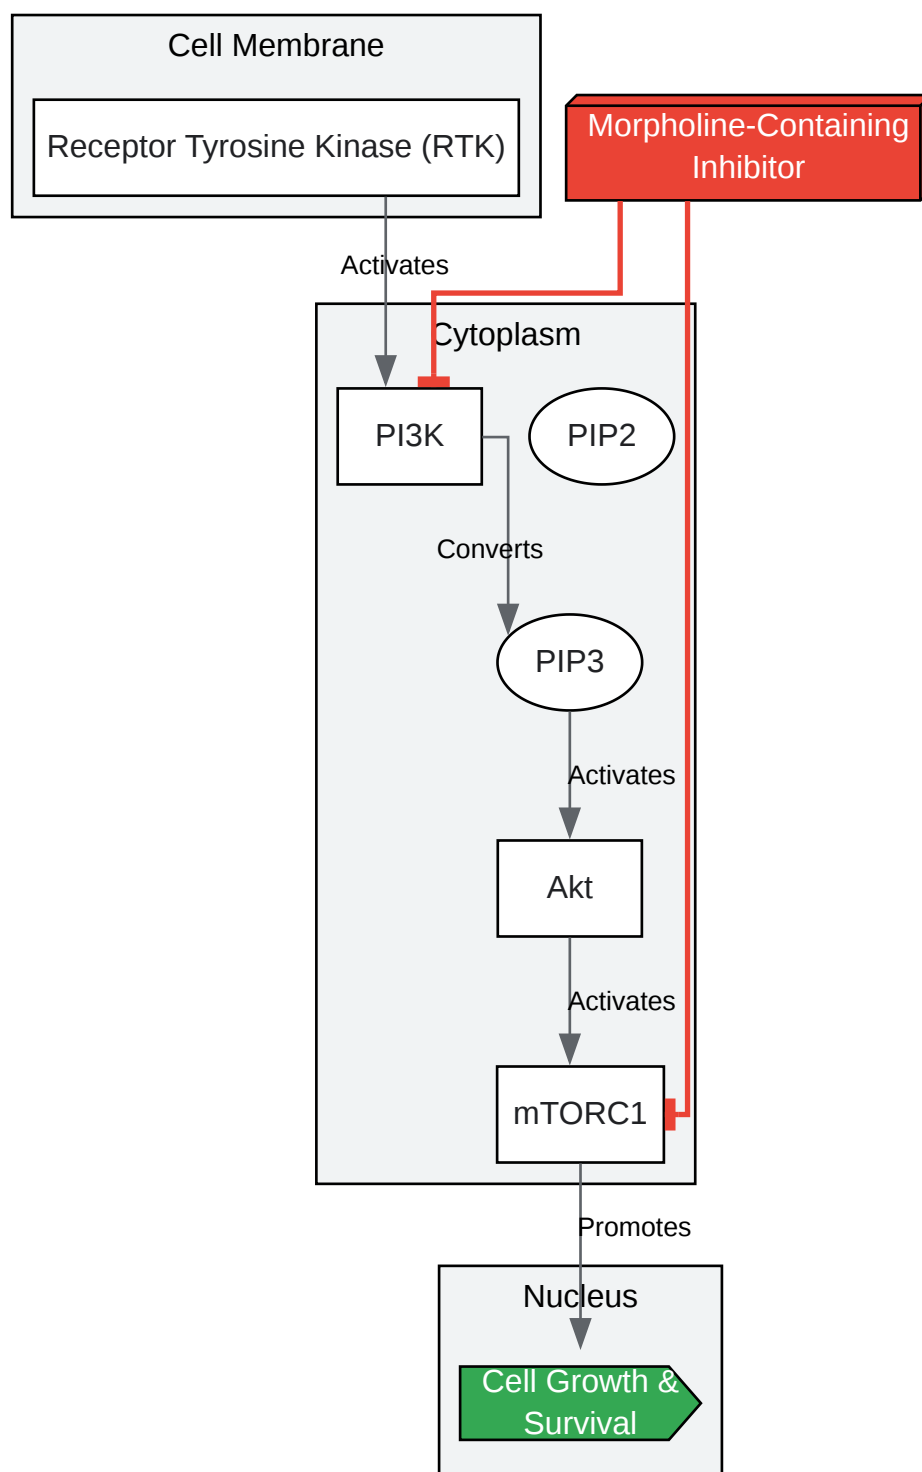 Cell Membrane
Receptor Tyrosine Kinase (RTK)
Morpholine-Containing
Inhibitor
Activates
Cytoplasm
PI3K
PIP2
Converts
PIP3
Activates
Akt
Activates
mTORC1
Promotes
Nucleus
Cell Growth &
Survival